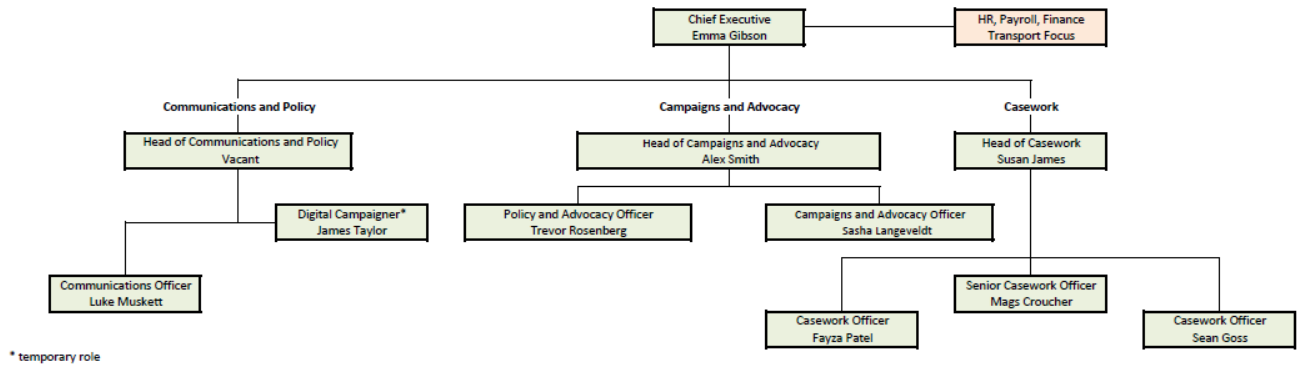 Chief Executive
Emma Gibson
HR, Payroll, Finance
Transport Focus
Communications and Policy
Campaigns and Advocacy
Casework
Head of Communications and Policy
Vacant
Head of Campaigns and Advocacy
Alex Smith
Head of Casework
Susan James
Digital Campaigner*
James Taylor
Policy and Advocacy Officer
Trevor Rosenberg
Campaigns and Advocacy Officer
Sasha Langeveldt
Communications Officer
Luke Muskett
Senior Casework Officer
Mags Croucher
Casework Officer
Fayza Patel
Casework Officer
Sean Goss
* temporary role